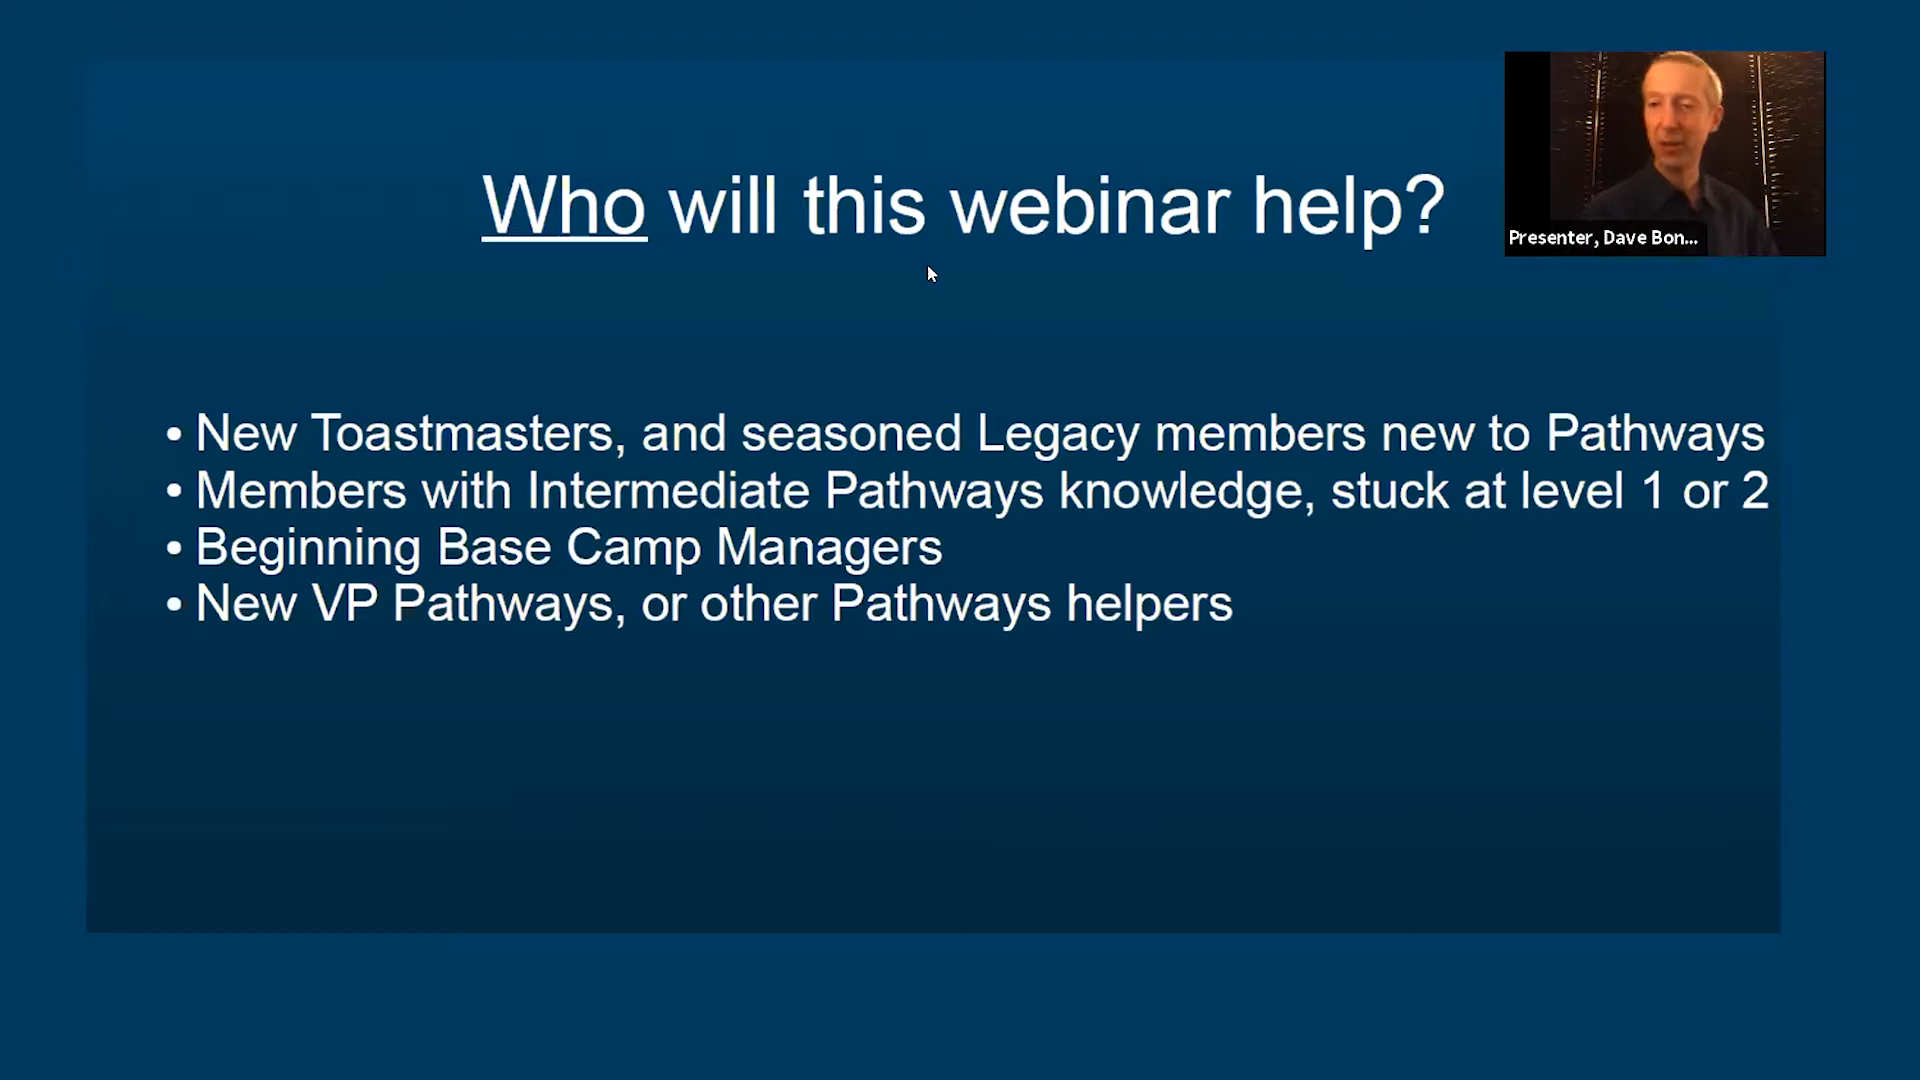 Who will this webinar help?
Presenter, Dave Bon...
• New Toastmasters, and seasoned Legacy members new to Pathways
• Members with Intermediate Pathways knowledge, stuck at level 1 or 2
• Beginning Base Camp Managers
• New VP Pathways, or other Pathways helpers